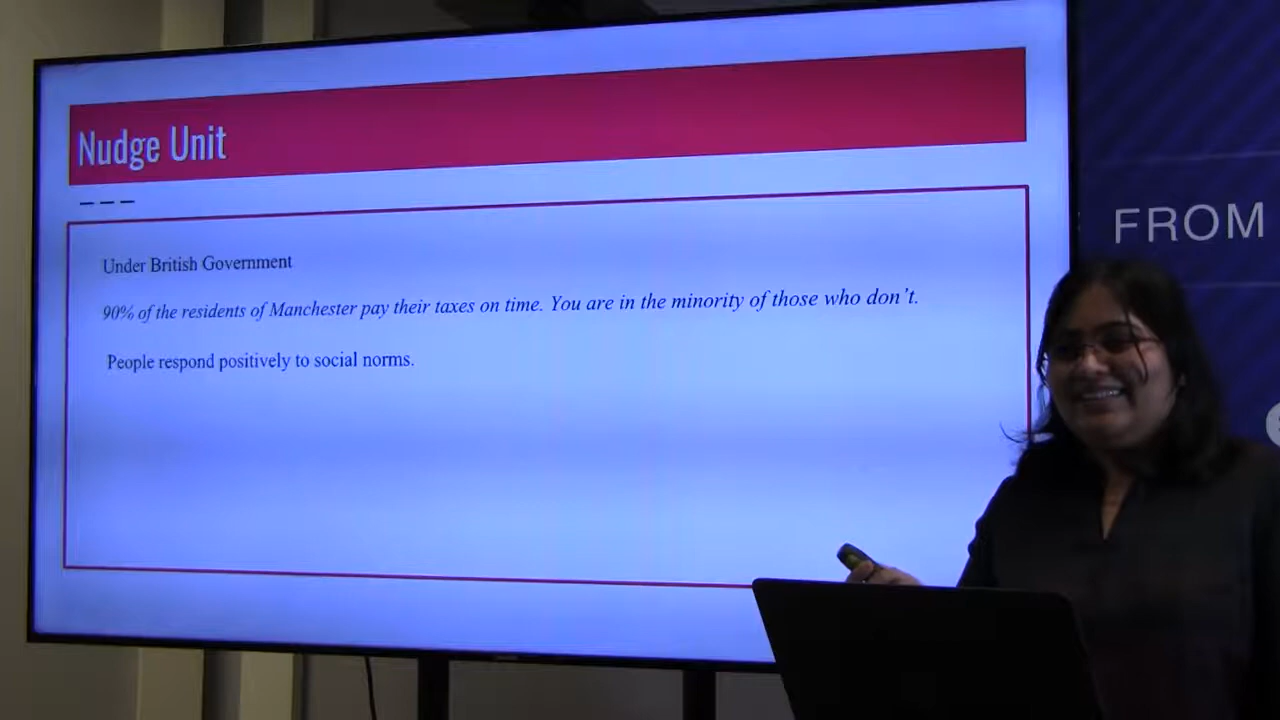 Nudge Unit
Under British Government
90% of the residents of Manchester pay their taxes on time. You are in the minority of those who don't.
People respond positively to social norms.
FROM